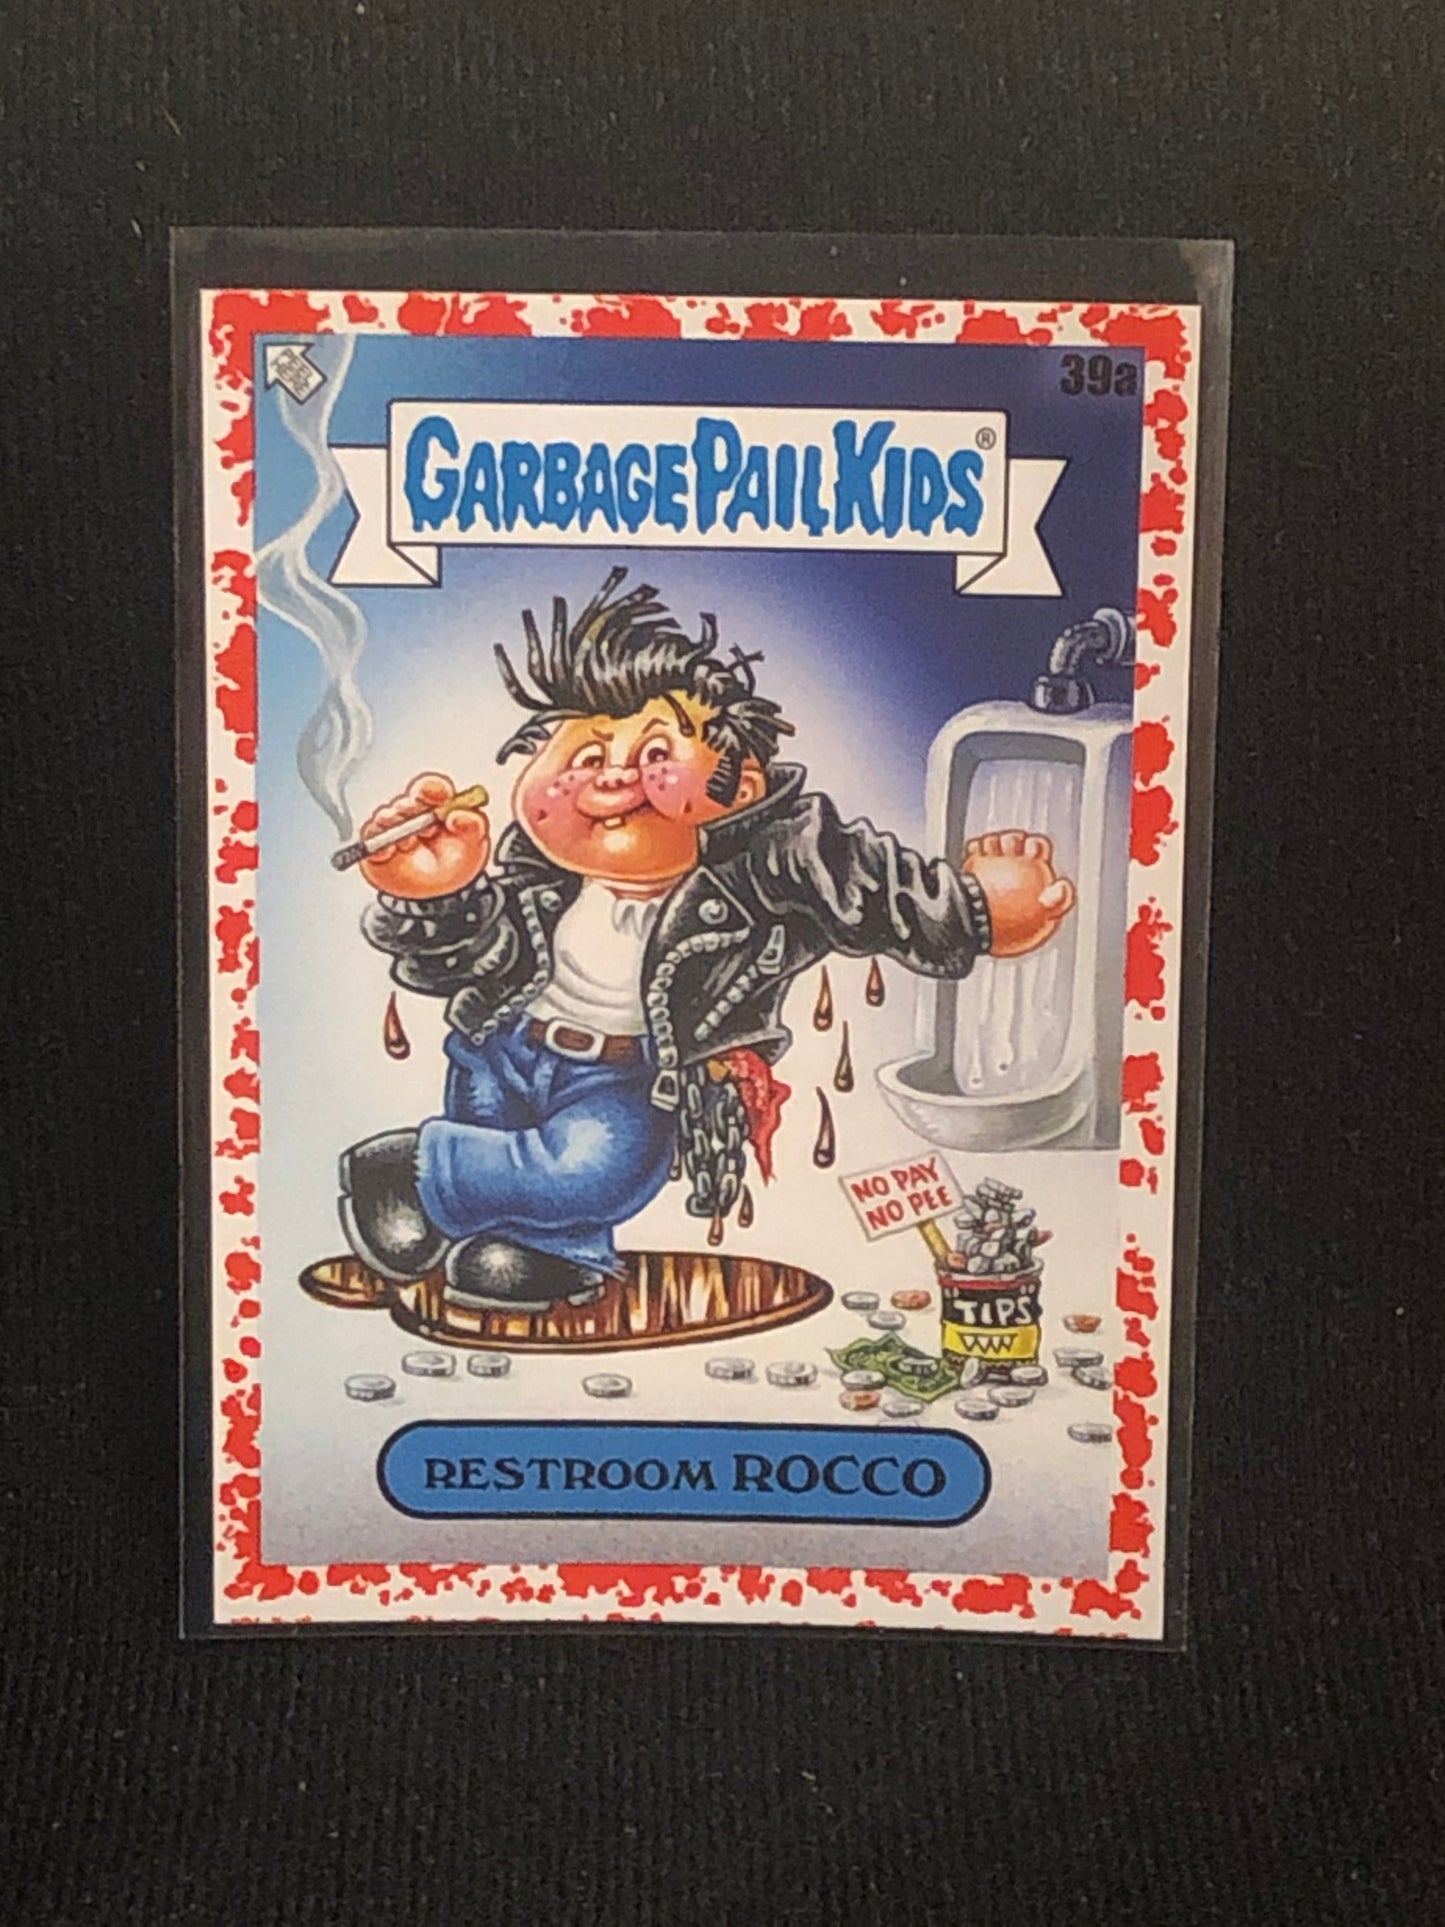 39a
GARBAGE PAIL KIDS®
NO PAY
NO PEE
"TIPS"
RESTROOM ROCCO